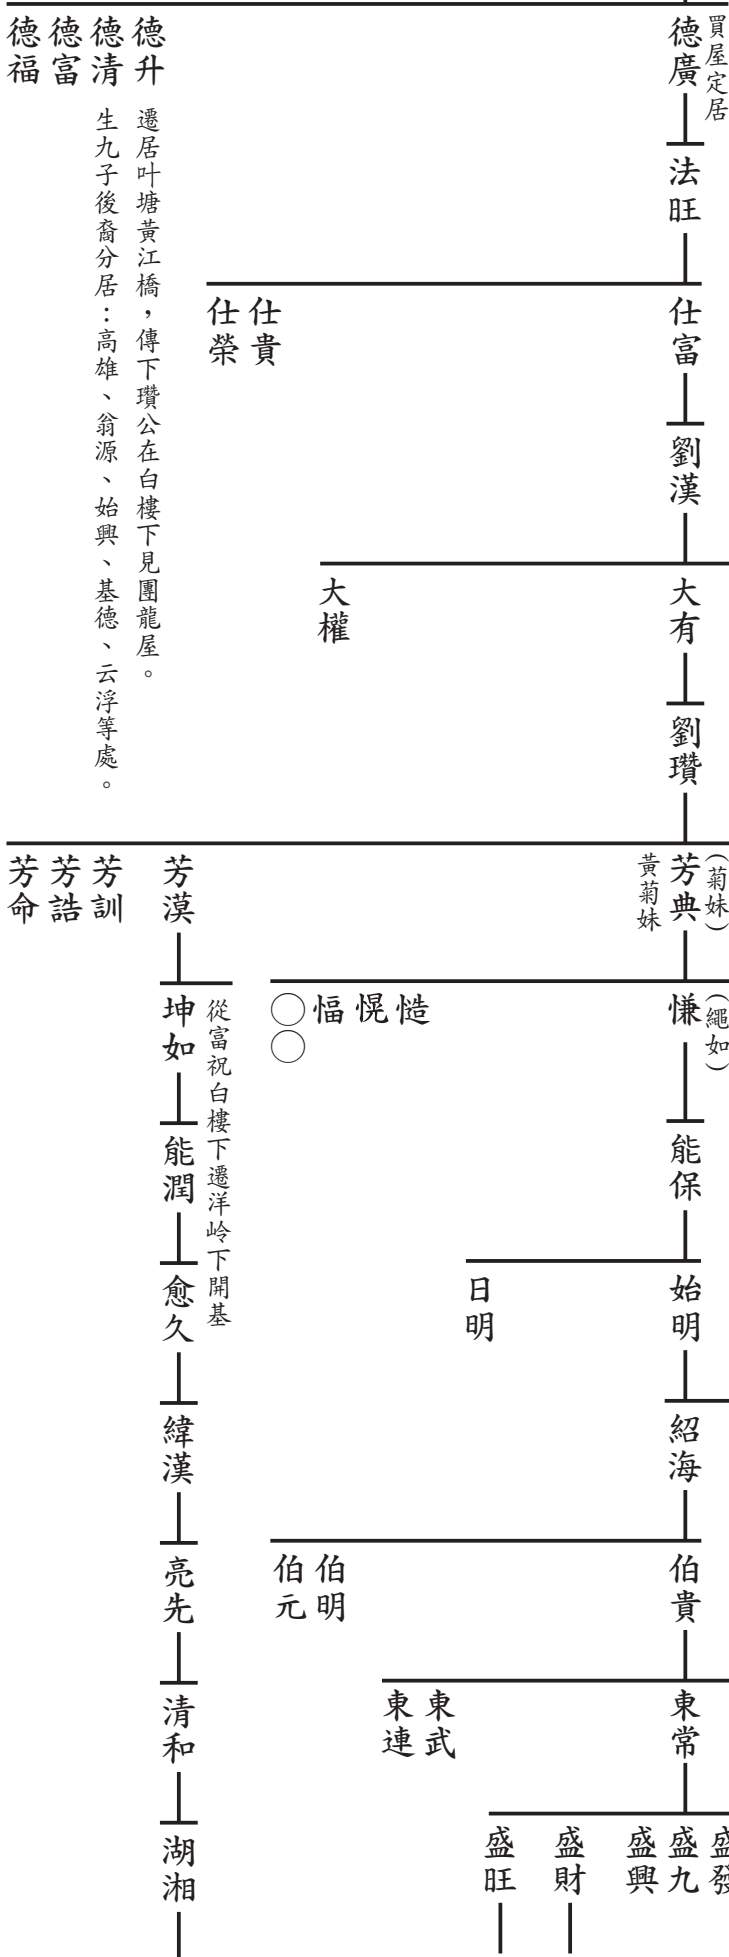 買屋定居
德廣
德升
遷居叶塘黃江橋，傳下瓚公在白樓下見團龍屋。
德清
生九子後裔分居：高雄、翁源、始興、基德、云浮等處。
德富
德福
法旺
仕富
仕貴
仕榮
劉漢
大有
大權
劉瓚
（菊妹）
芳典
黃菊妹
芳漠
芳訓
芳誥
芳命
（繩如）
慊
慥
愰
愊
○○
從富祝白樓下遷洋岭下開基
坤如
能保
能潤
始明
日明
愈久
紹海
緯漢
伯貴
伯明
伯元
亮先
東常
東武
東連
清和
盛發
盛九
盛興
盛財
盛旺
湖湘